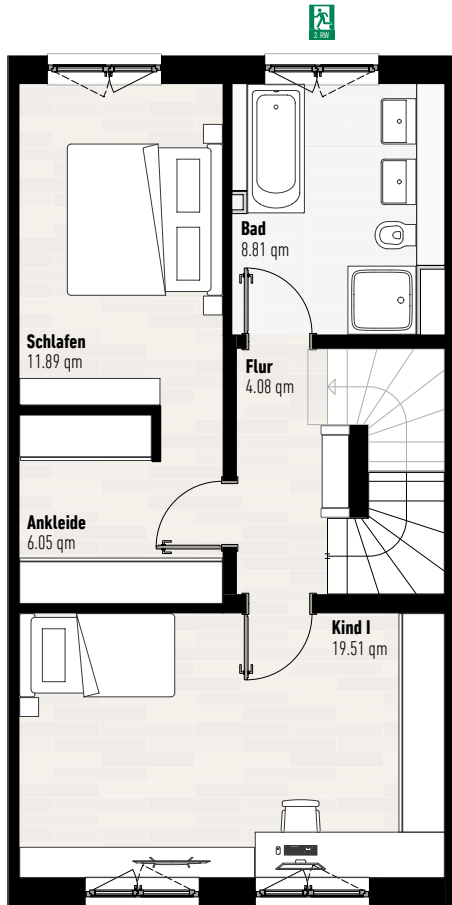 2. RW
Bad
8.81 qm
Schlafen
11.89 qm
Flur
4.08 qm
Ankleide
6.05 qm
Kind I
19.51 qm